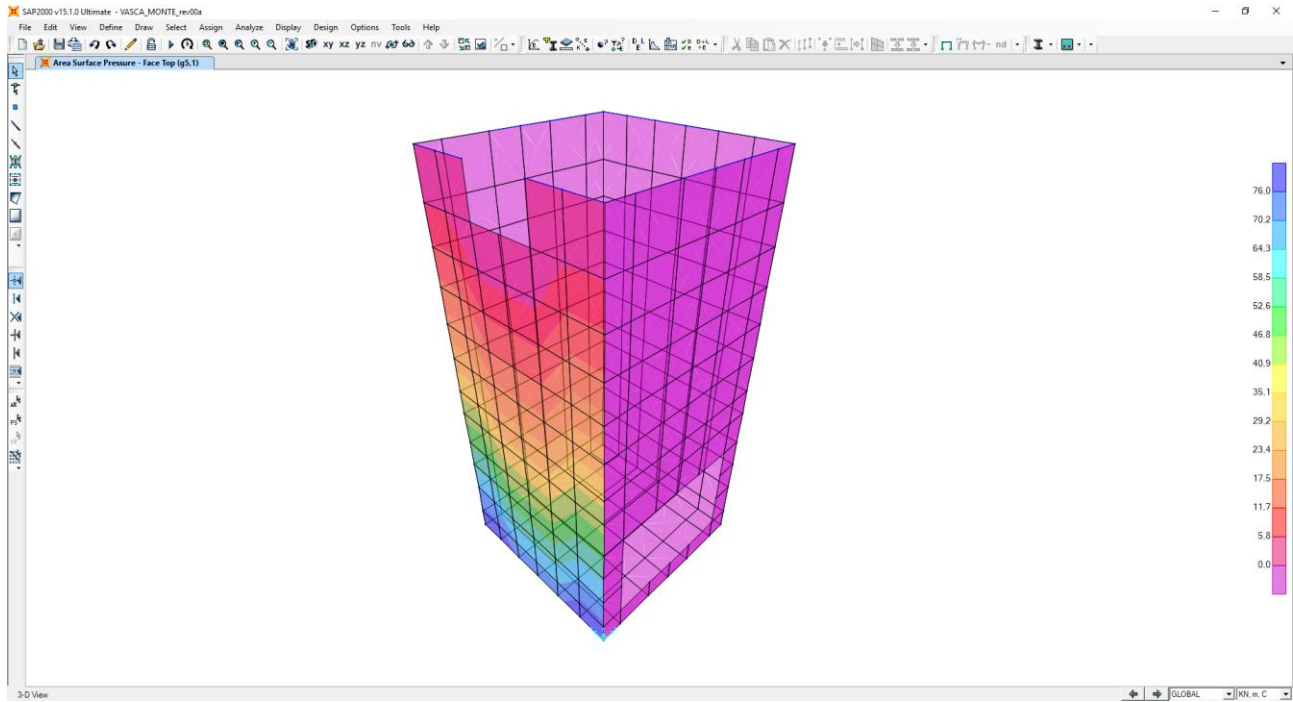 SAP2000 v15.1.0 Ultimate - VASCA_MONTE_rev00a
File Edit View Define Draw Select Assign Analyze Display Design Options Tools Help
xy xz yz nv
nd
Area Surface Pressure - Face Top (g5,1)
76.0
70.2
64.3
58.5
52.6
46.8
40.9
35.1
29.2
23.4
17.5
11.7
5.8
0.0
3-D View
GLOBAL
KN, m, C